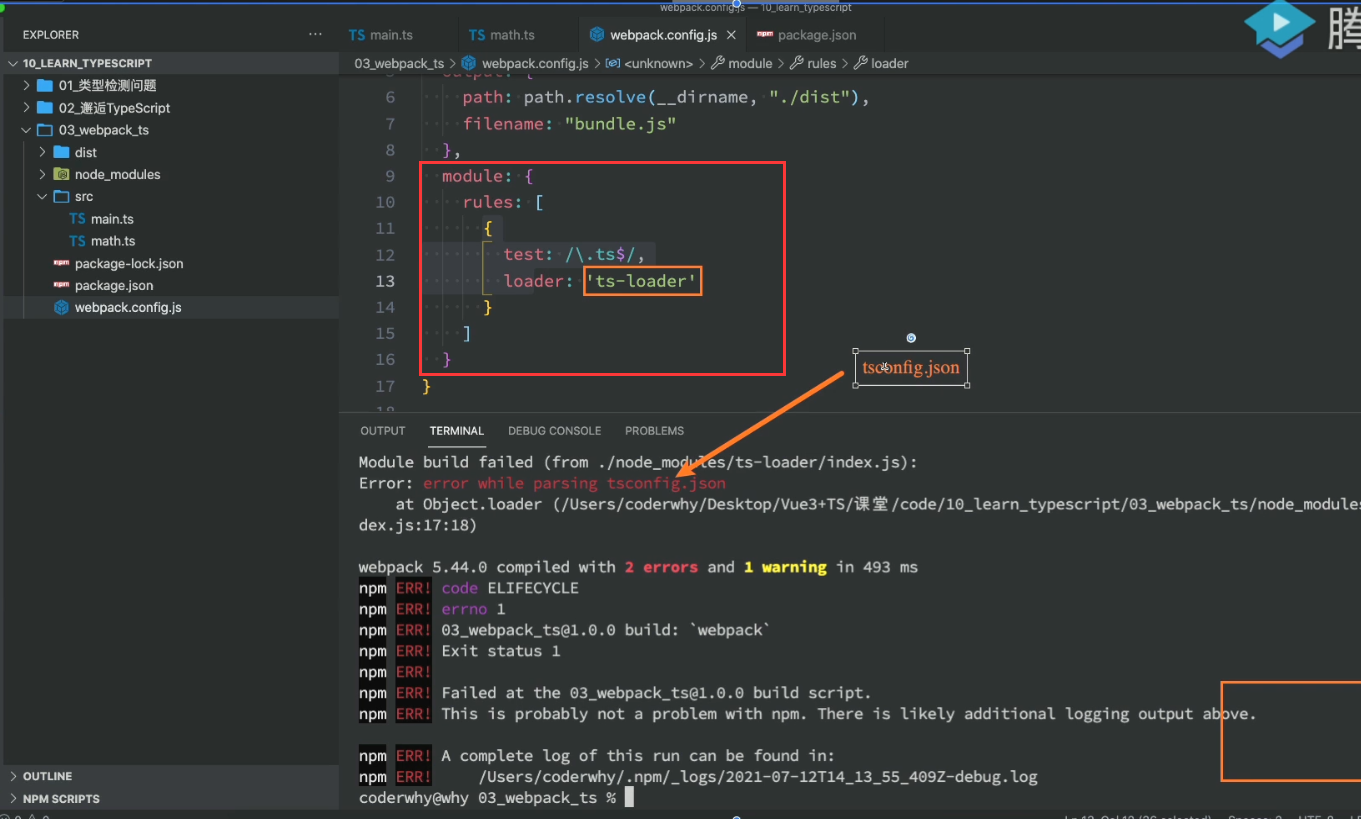 webpack.config.js — 10_learn_typescript
EXPLORER
10_LEARN_TYPESCRIPT
01_类型检测问题
02_邂逅TypeScript
03_webpack_ts
dist
node_modules
src
TS main.ts
TS math.ts
package-lock.json
package.json
webpack.config.js
OUTLINE
NPM SCRIPTS
TS main.ts
TS math.ts
webpack.config.js
package.json
腾
03_webpack_ts > webpack.config.js > <unknown> > module > rules > loader
output: {
6 path: path.resolve(__dirname, "./dist"),
7 filename: "bundle.js"
8 },
9 module: {
10 rules: [
11 {
12 test: /\.ts$/,
13 loader: 'ts-loader'
14 }
15 ]
16 }
17 }
18
tsconfig.json
OUTPUT TERMINAL DEBUG CONSOLE PROBLEMS
Module build failed (from ./node_modules/ts-loader/index.js):
Error: error while parsing tsconfig.json
at Object.loader (/Users/coderwhy/Desktop/Vue3+TS/课堂/code/10_learn_typescript/03_webpack_ts/node_modules
dex.js:17:18)
webpack 5.44.0 compiled with 2 errors and 1 warning in 493 ms
npm ERR! code ELIFECYCLE
npm ERR! errno 1
npm ERR! 03_webpack_ts@1.0.0 build: `webpack`
npm ERR! Exit status 1
npm ERR!
npm ERR! Failed at the 03_webpack_ts@1.0.0 build script.
npm ERR! This is probably not a problem with npm. There is likely additional logging output above.
npm ERR! A complete log of this run can be found in:
npm ERR! /Users/coderwhy/.npm/_logs/2021-07-12T14_13_55_409Z-debug.log
coderwhy@why 03_webpack_ts %